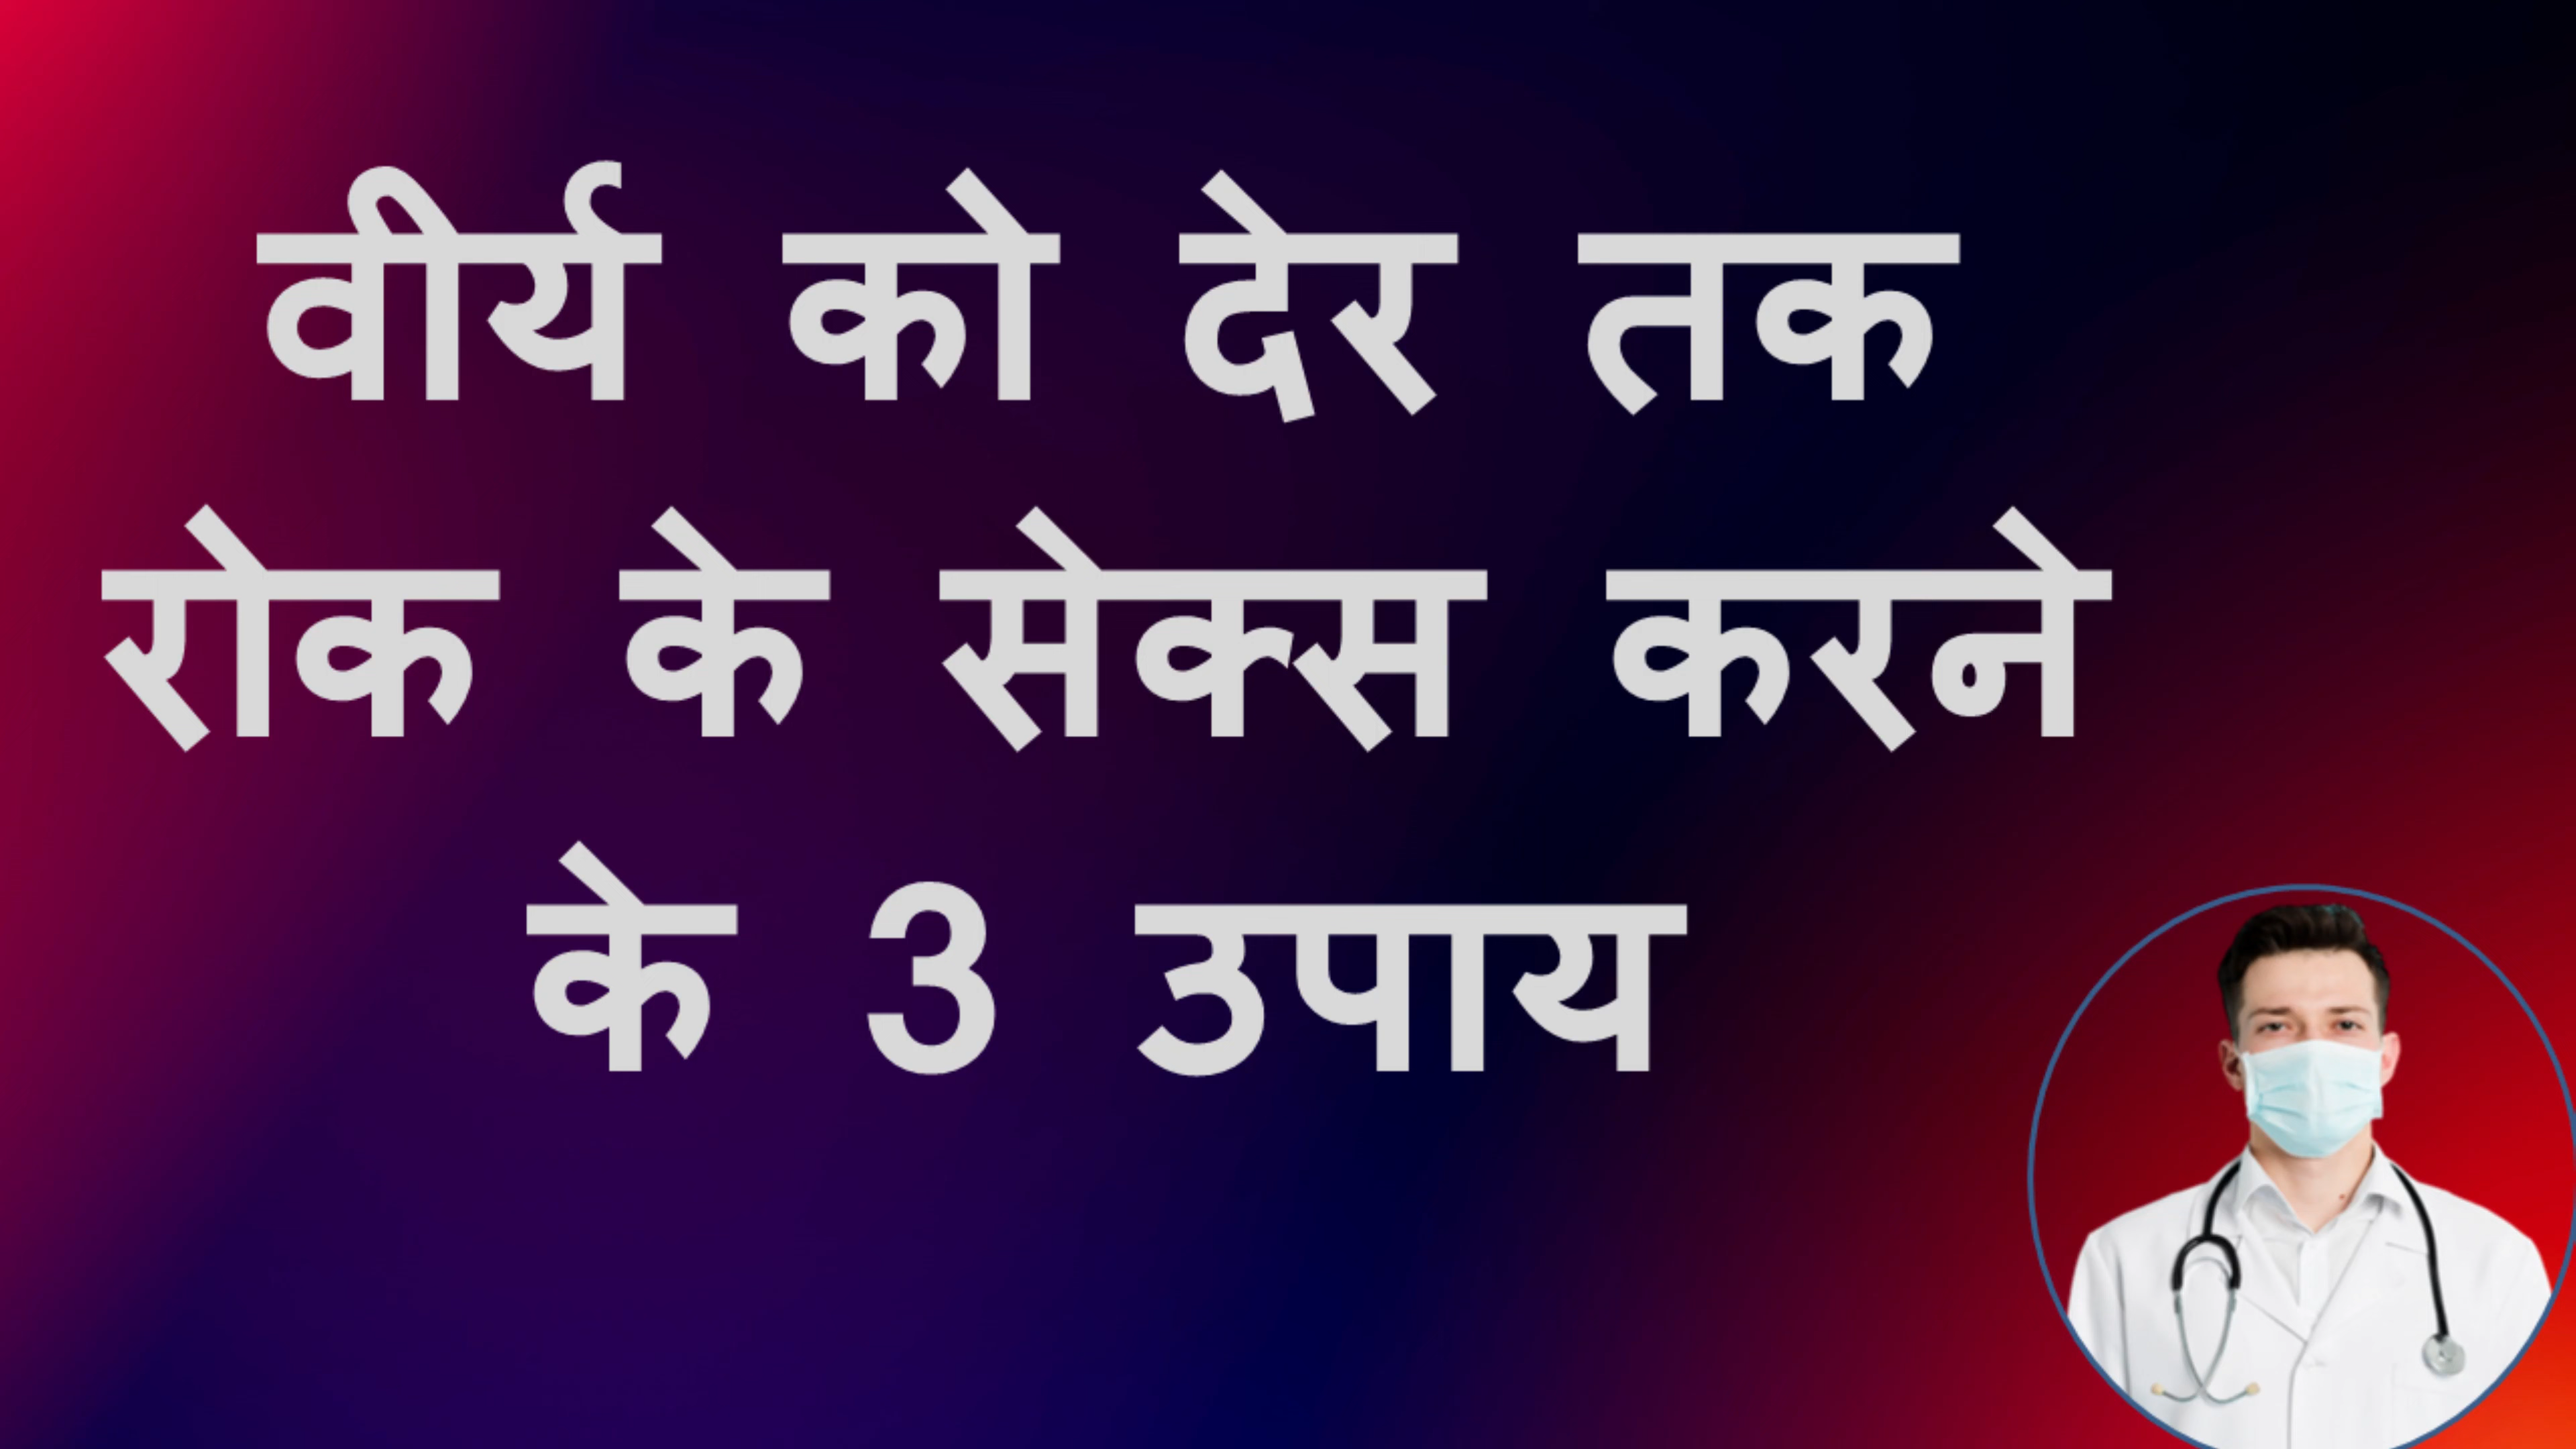 वीर्य को देर तक
रोक के सेक्स करने
के 3 उपाय